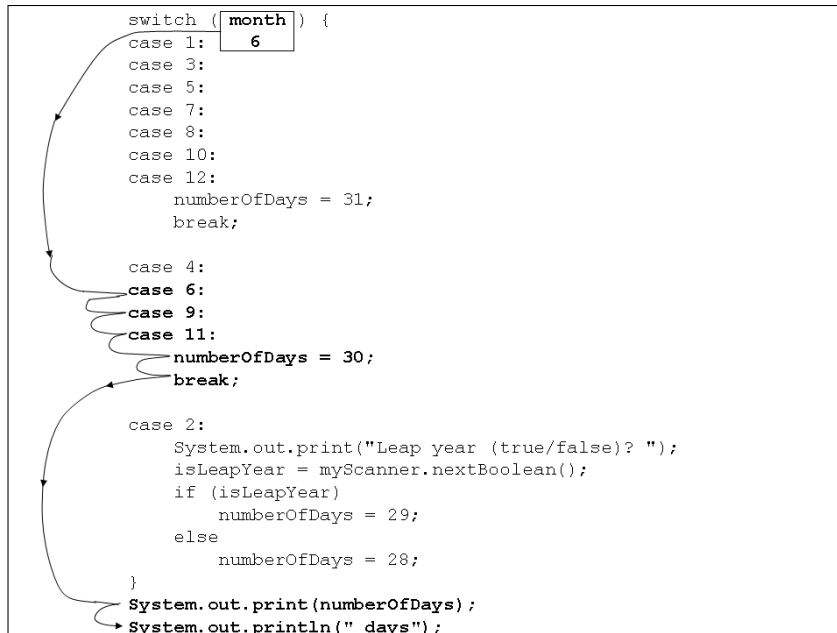 switch ( month ) {
case 1: 6
case 3:
case 5:
case 7:
case 8:
case 10:
case 12:
numberOfDays = 31;
break;
case 4:
case 6:
case 9:
case 11:
numberOfDays = 30;
break;
case 2:
System.out.print("Leap year (true/false)? ");
isLeapYear = myScanner.nextBoolean();
if (isLeapYear)
numberOfDays = 29;
else
numberOfDays = 28;
}
System.out.print(numberOfDays);
System.out.println(" days");